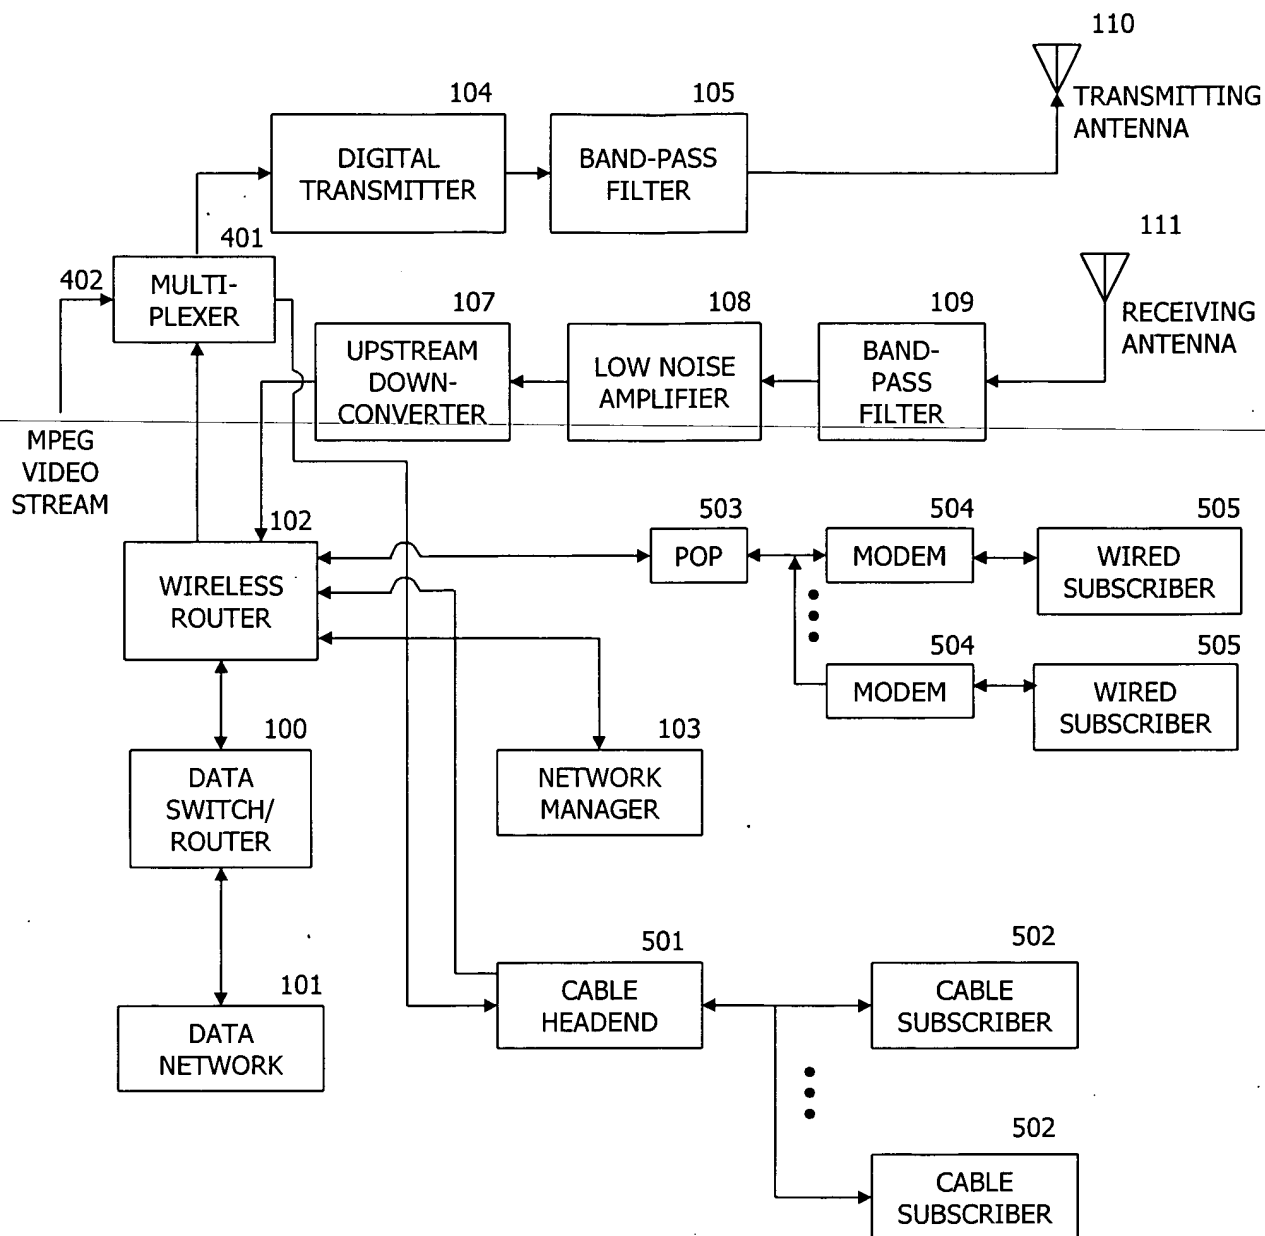 110
TRANSMITTING
ANTENNA
104
DIGITAL
TRANSMITTER
105
BAND-PASS
FILTER
111
RECEIVING
ANTENNA
401
MULTI-
PLEXER
402
MPEG
VIDEO
STREAM
107
UPSTREAM
DOWN-
CONVERTER
108
LOW NOISE
AMPLIFIER
109
BAND-
PASS
FILTER
102
WIRELESS
ROUTER
503
POP
504
MODEM
505
WIRED
SUBSCRIBER
504
MODEM
505
WIRED
SUBSCRIBER
100
DATA
SWITCH/
ROUTER
103
NETWORK
MANAGER
101
DATA
NETWORK
501
CABLE
HEADEND
502
CABLE
SUBSCRIBER
502
CABLE
SUBSCRIBER